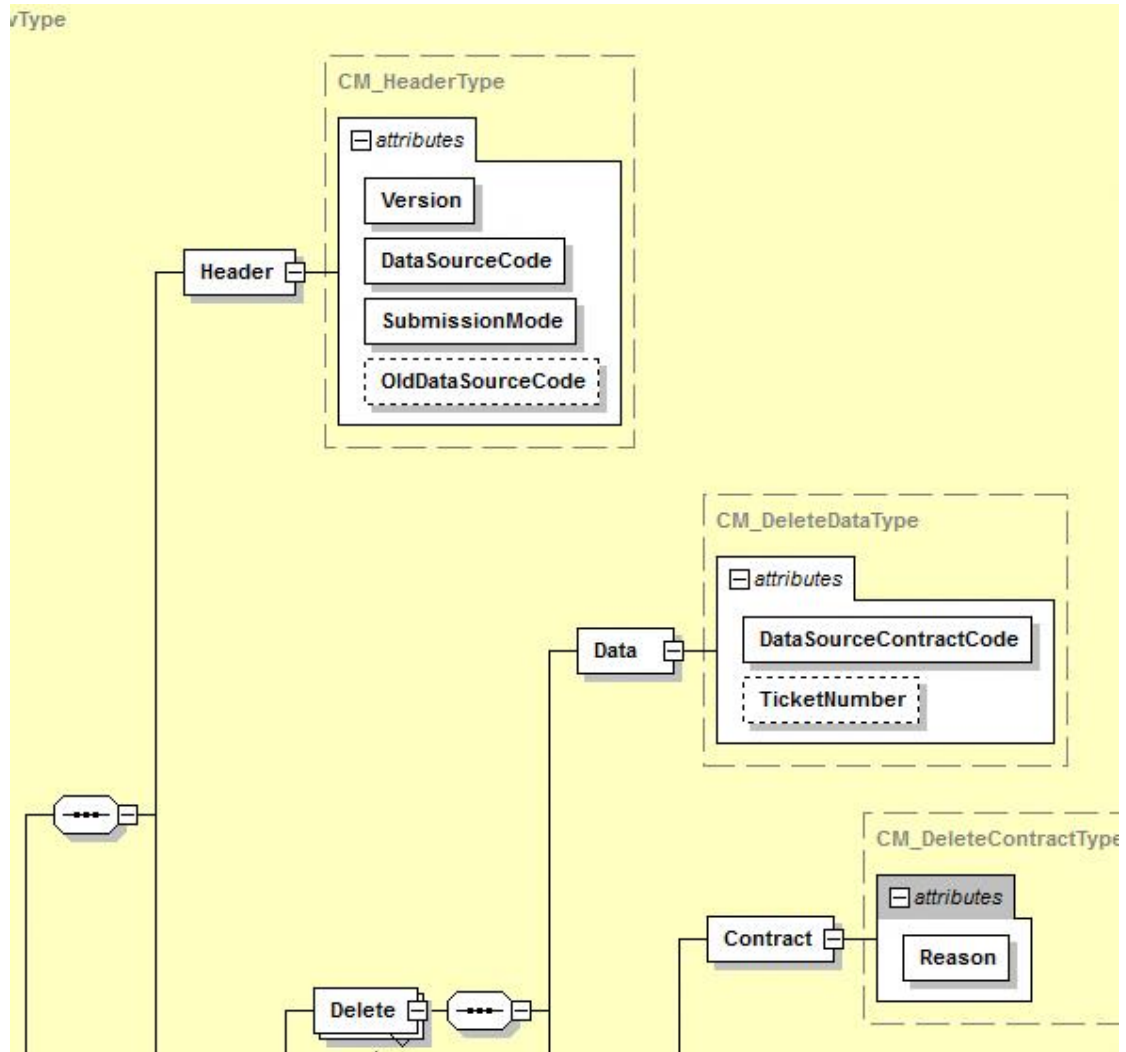 vType
CM_HeaderType
attributes
Version
DataSourceCode
SubmissionMode
OldDataSourceCode
Header
CM_DeleteDataType
attributes
DataSourceContractCode
TicketNumber
Data
CM_DeleteContractType
attributes
Reason
Contract
Delete